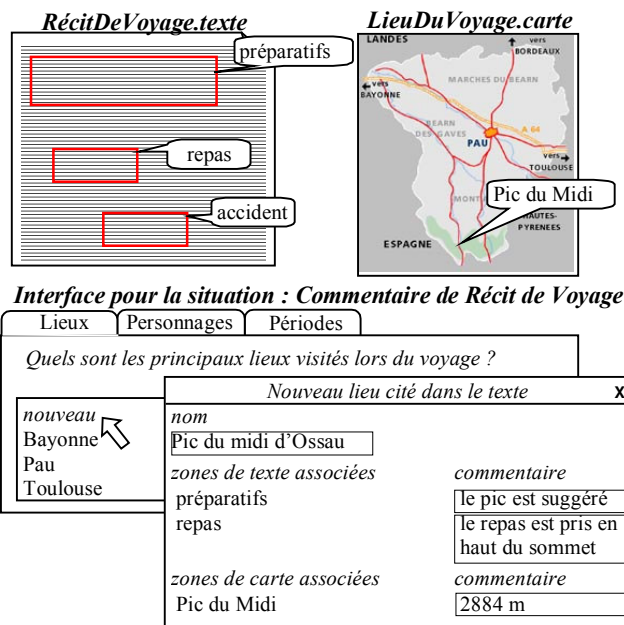 RécitDeVoyage.texte
préparatifs
repas
accident
LieuDuVoyage.carte
LANDES
vers
BORDEAUX
vers
BAYONNE
MARCHES DU BEARN
BEARN
DES GAVES
A 64
PAU
vers
TOULOUSE
Pic du Midi
MONT
HAUTES-
PYRENEES
ESPAGNE
Interface pour la situation : Commentaire de Récit de Voyage
Lieux
Personnages
Périodes
Quels sont les principaux lieux visités lors du voyage ?
nouveau
Bayonne
Pau
Toulouse
Nouveau lieu cité dans le texte
X
nom
Pic du midi d'Ossau
zones de texte associées
commentaire
préparatifs
le pic est suggéré
repas
le repas est pris en
haut du sommet
zones de carte associées
commentaire
Pic du Midi
2884 m